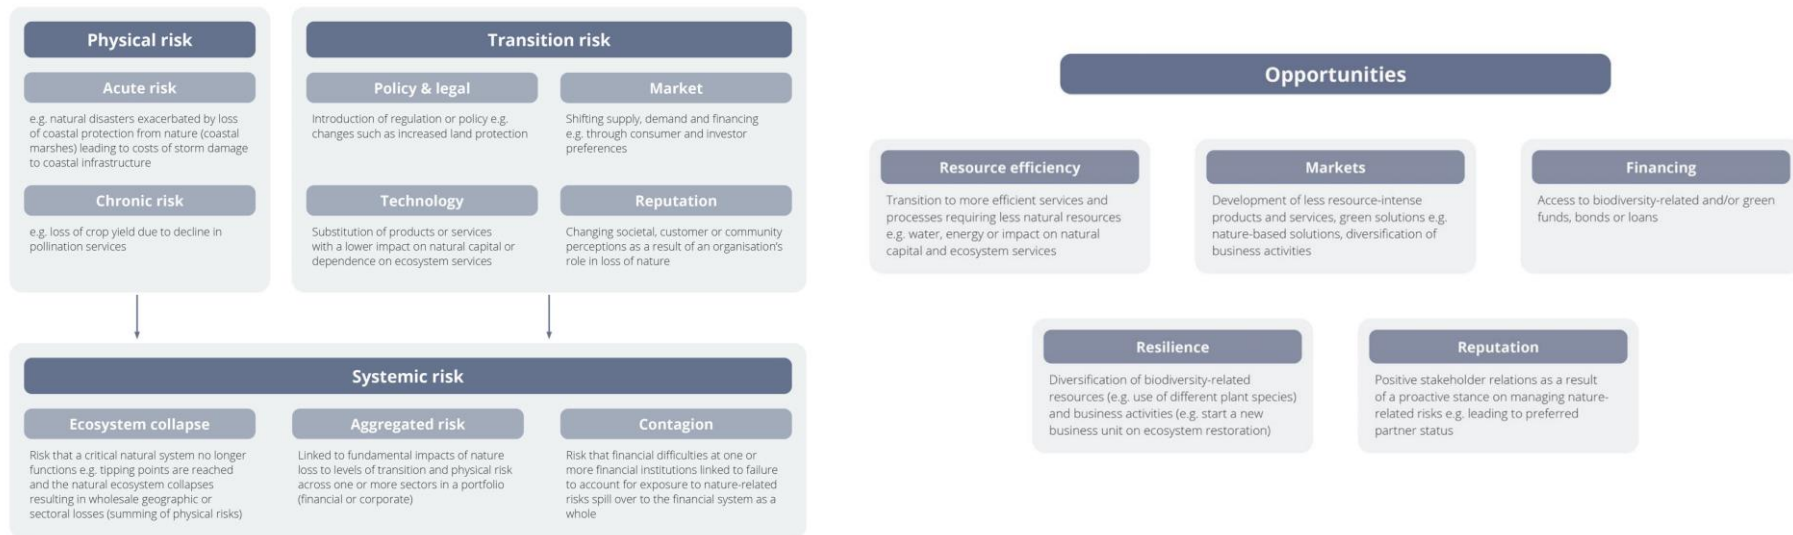 Physical risk
Acute risk
e.g. natural disasters exacerbated by loss
of coastal protection from nature (coastal
marshes) leading to costs of storm damage
to coastal infrastructure
Chronic risk
e.g. loss of crop yield due to decline in
pollination services
Transition risk
Policy & legal
Introduction of regulation or policy e.g.
changes such as increased land protection
Market
Shifting supply, demand and financing
e.g. through consumer and investor
preferences
Technology
Substitution of products or services
with a lower impact on natural capital or
dependence on ecosystem services
Reputation
Changing societal, customer or community
perceptions as a result of an organisation’s
role in loss of nature
Systemic risk
Ecosystem collapse
Risk that a critical natural system no longer
functions e.g. tipping points are reached
and the natural ecosystem collapses
resulting in wholesale geographic or
sectoral losses (summing of physical risks)
Aggregated risk
Linked to fundamental impacts of nature
loss to levels of transition and physical risk
across one or more sectors in a portfolio
(financial or corporate)
Contagion
Risk that financial difficulties at one or
more financial institutions linked to failure
to account for exposure to nature-related
risks spill over to the financial system as a
whole
Opportunities
Resource efficiency
Transition to more efficient services and
processes requiring less natural resources
e.g. water, energy or impact on natural
capital and ecosystem services
Markets
Development of less resource-intense
products and services, green solutions e.g.
nature-based solutions, diversification of
business activities
Financing
Access to biodiversity-related and/or green
funds, bonds or loans
Resilience
Diversification of biodiversity-related
resources (e.g. use of different plant species)
and business activities (e.g. start a new
business unit on ecosystem restoration)
Reputation
Positive stakeholder relations as a result
of a proactive stance on managing nature-
related risks e.g. leading to preferred
partner status